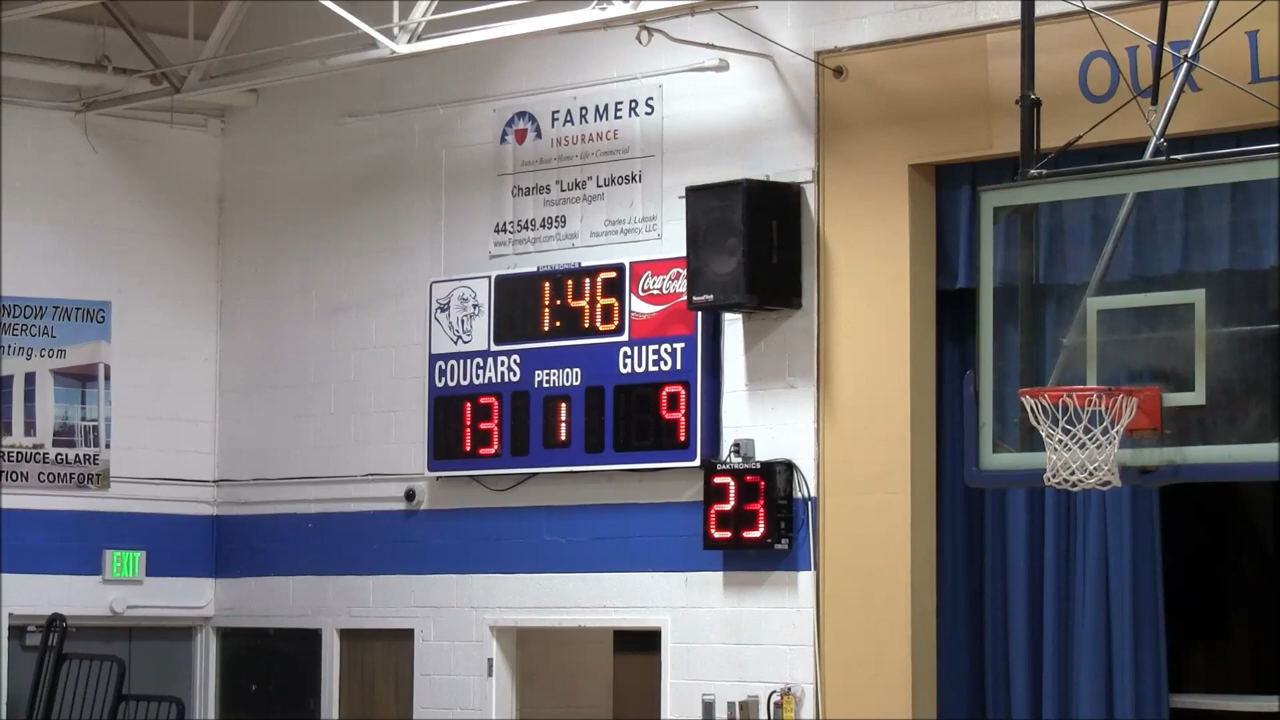 OUR L
FARMERS
INSURANCE
Auto • Boat • Home • Life • Commercial
Charles "Luke" Lukoski
Insurance Agent
443.549.4959
Charles J. Lukoski
www.FarmersAgent.com/CLukoski
Insurance Agency, LLC
DAKTRONICS
1:46
Coca-Cola
COUGARS
PERIOD
GUEST
13
1
9
DAKTRONICS
23
NDOW TINTING
MERCIAL
nting.com
REDUCE GLARE
TION COMFORT
EXIT